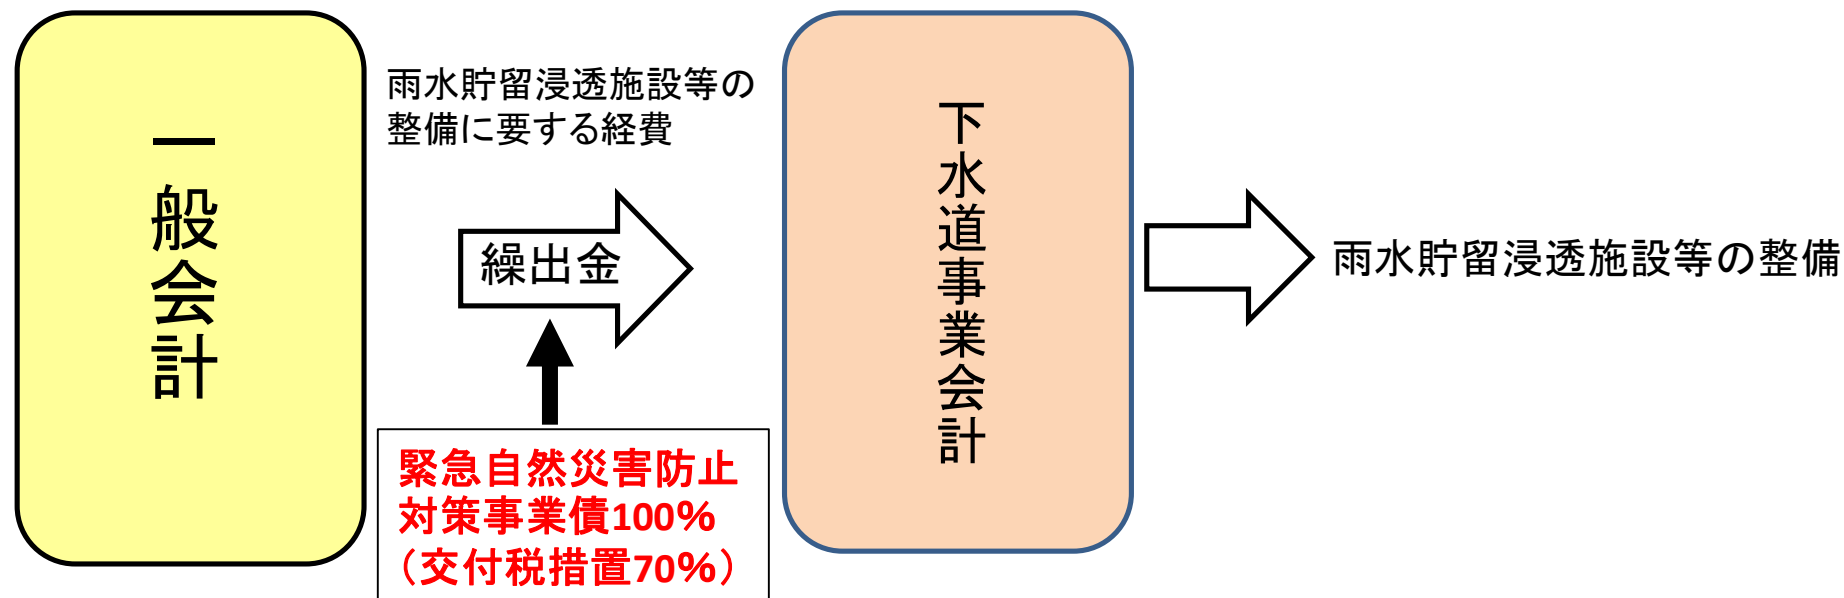 一般会計
雨水貯留浸透施設等の
整備に要する経費
繰出金
緊急自然災害防止
対策事業債100%
（交付税措置70%）
下水道事業会計
雨水貯留浸透施設等の整備